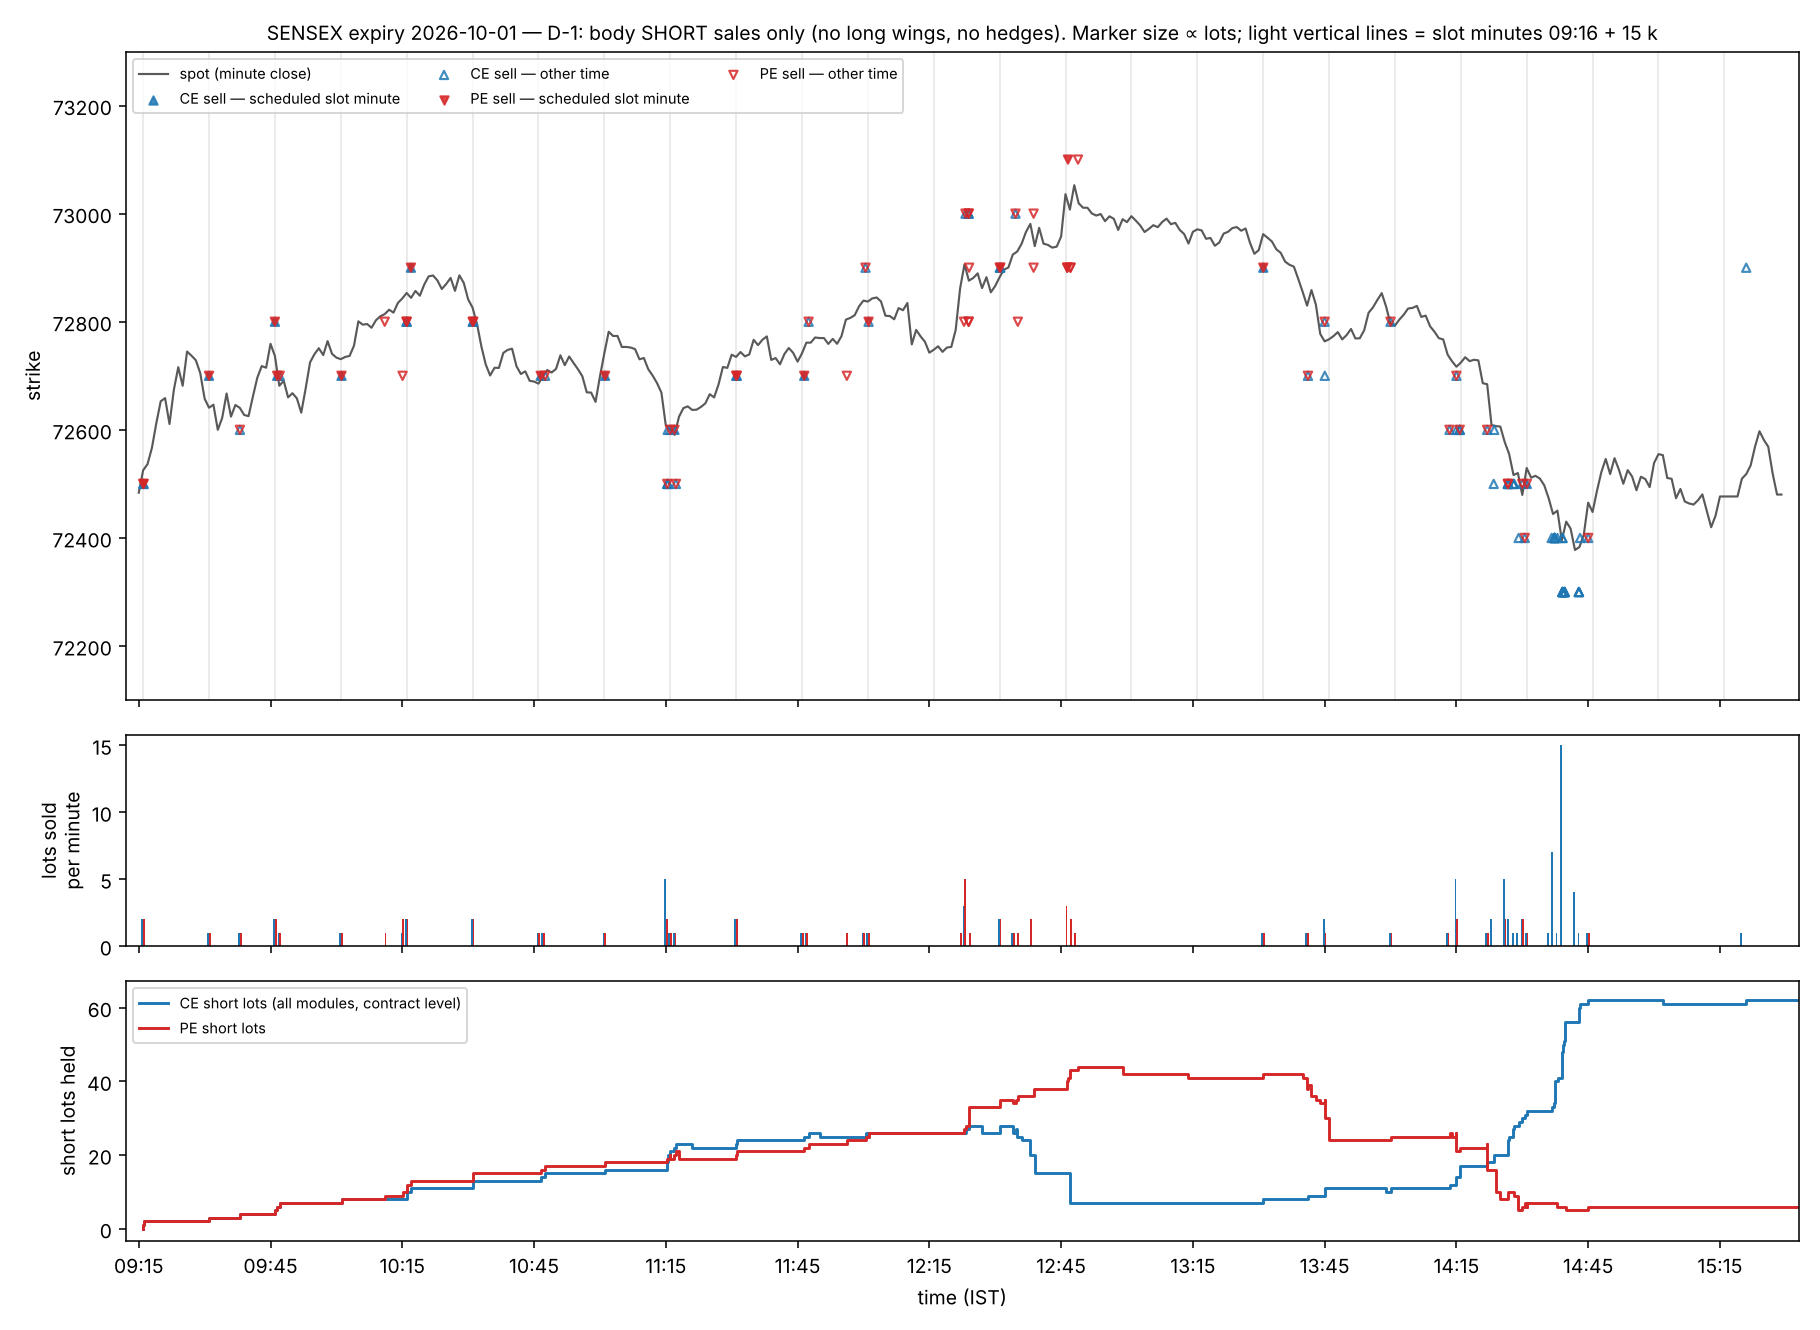 SENSEX expiry 2026-10-01 — D-1: body SHORT sales only (no long wings, no hedges). Marker size ∝ lots; light vertical lines = slot minutes 09:16 + 15 k
spot (minute close)
CE sell — scheduled slot minute
CE sell — other time
PE sell — scheduled slot minute
PE sell — other time
strike
73200
73000
72800
72600
72400
72200
lots sold
per minute
15
10
5
0
CE short lots (all modules, contract level)
PE short lots
short lots held
60
40
20
0
09:15
09:45
10:15
10:45
11:15
11:45
12:15
12:45
13:15
13:45
14:15
14:45
15:15
time (IST)